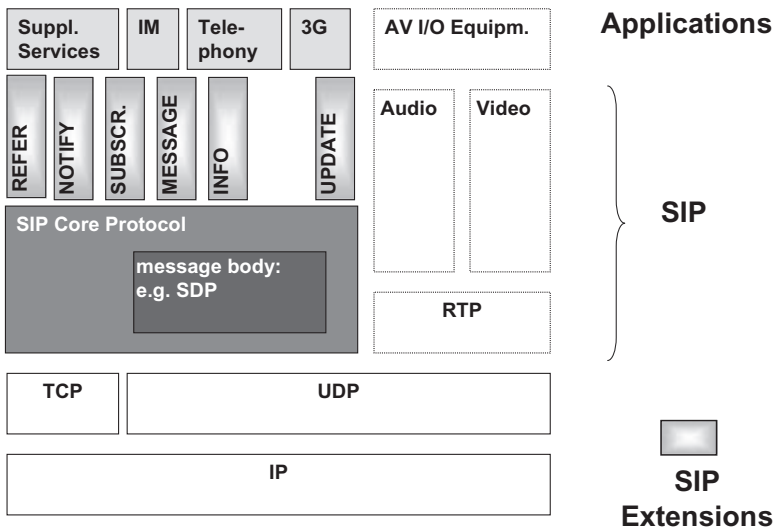 Suppl.
Services
IM
Tele-
phony
3G
AV I/O Equipm.
Applications
REFER
NOTIFY
SUBSCR.
MESSAGE
INFO
UPDATE
Audio
Video
SIP
SIP Core Protocol
message body:
e.g. SDP
RTP
TCP
UDP
IP
SIP
Extensions